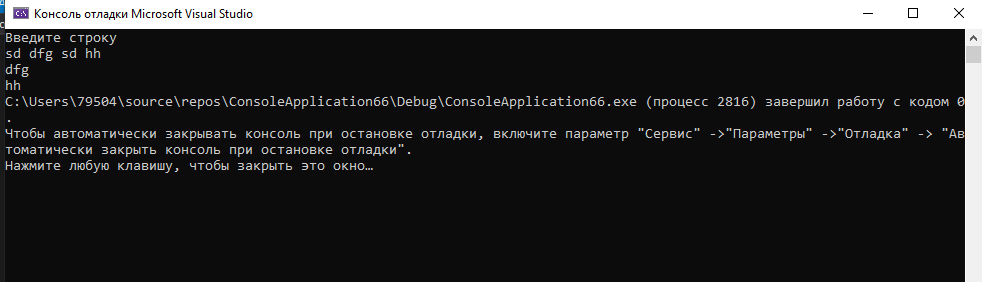 Консоль отладки Microsoft Visual Studio
Введите строку
sd dfg sd hh
dfg
hh
C:\Users\79504\source\repos\ConsoleApplication66\Debug\ConsoleApplication66.exe (процесс 2816) завершил работу с кодом 0
.
Чтобы автоматически закрывать консоль при остановке отладки, включите параметр "Сервис" ->"Параметры" ->"Отладка" -> "Ав
томатически закрыть консоль при остановке отладки".
Нажмите любую клавишу, чтобы закрыть это окно…